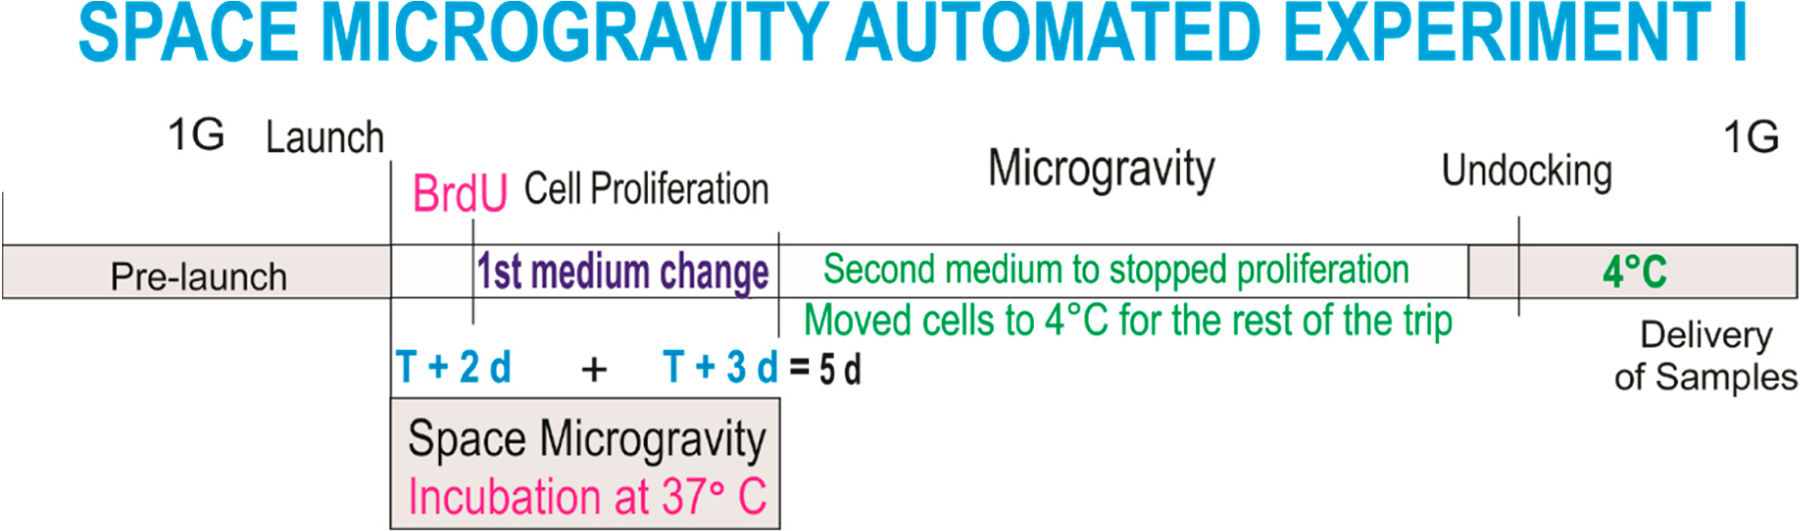 SPACE MICROGRAVITY AUTOMATED EXPERIMENT I
1G Launch 1G
Microgravity Undocking
BrdU Cell Proliferation
Pre-launch 1st medium change Second medium to stopped proliferation 4°C
Moved cells to 4°C for the rest of the trip
Delivery
of Samples
T + 2 d + T + 3 d = 5 d
Space Microgravity
Incubation at 37° C